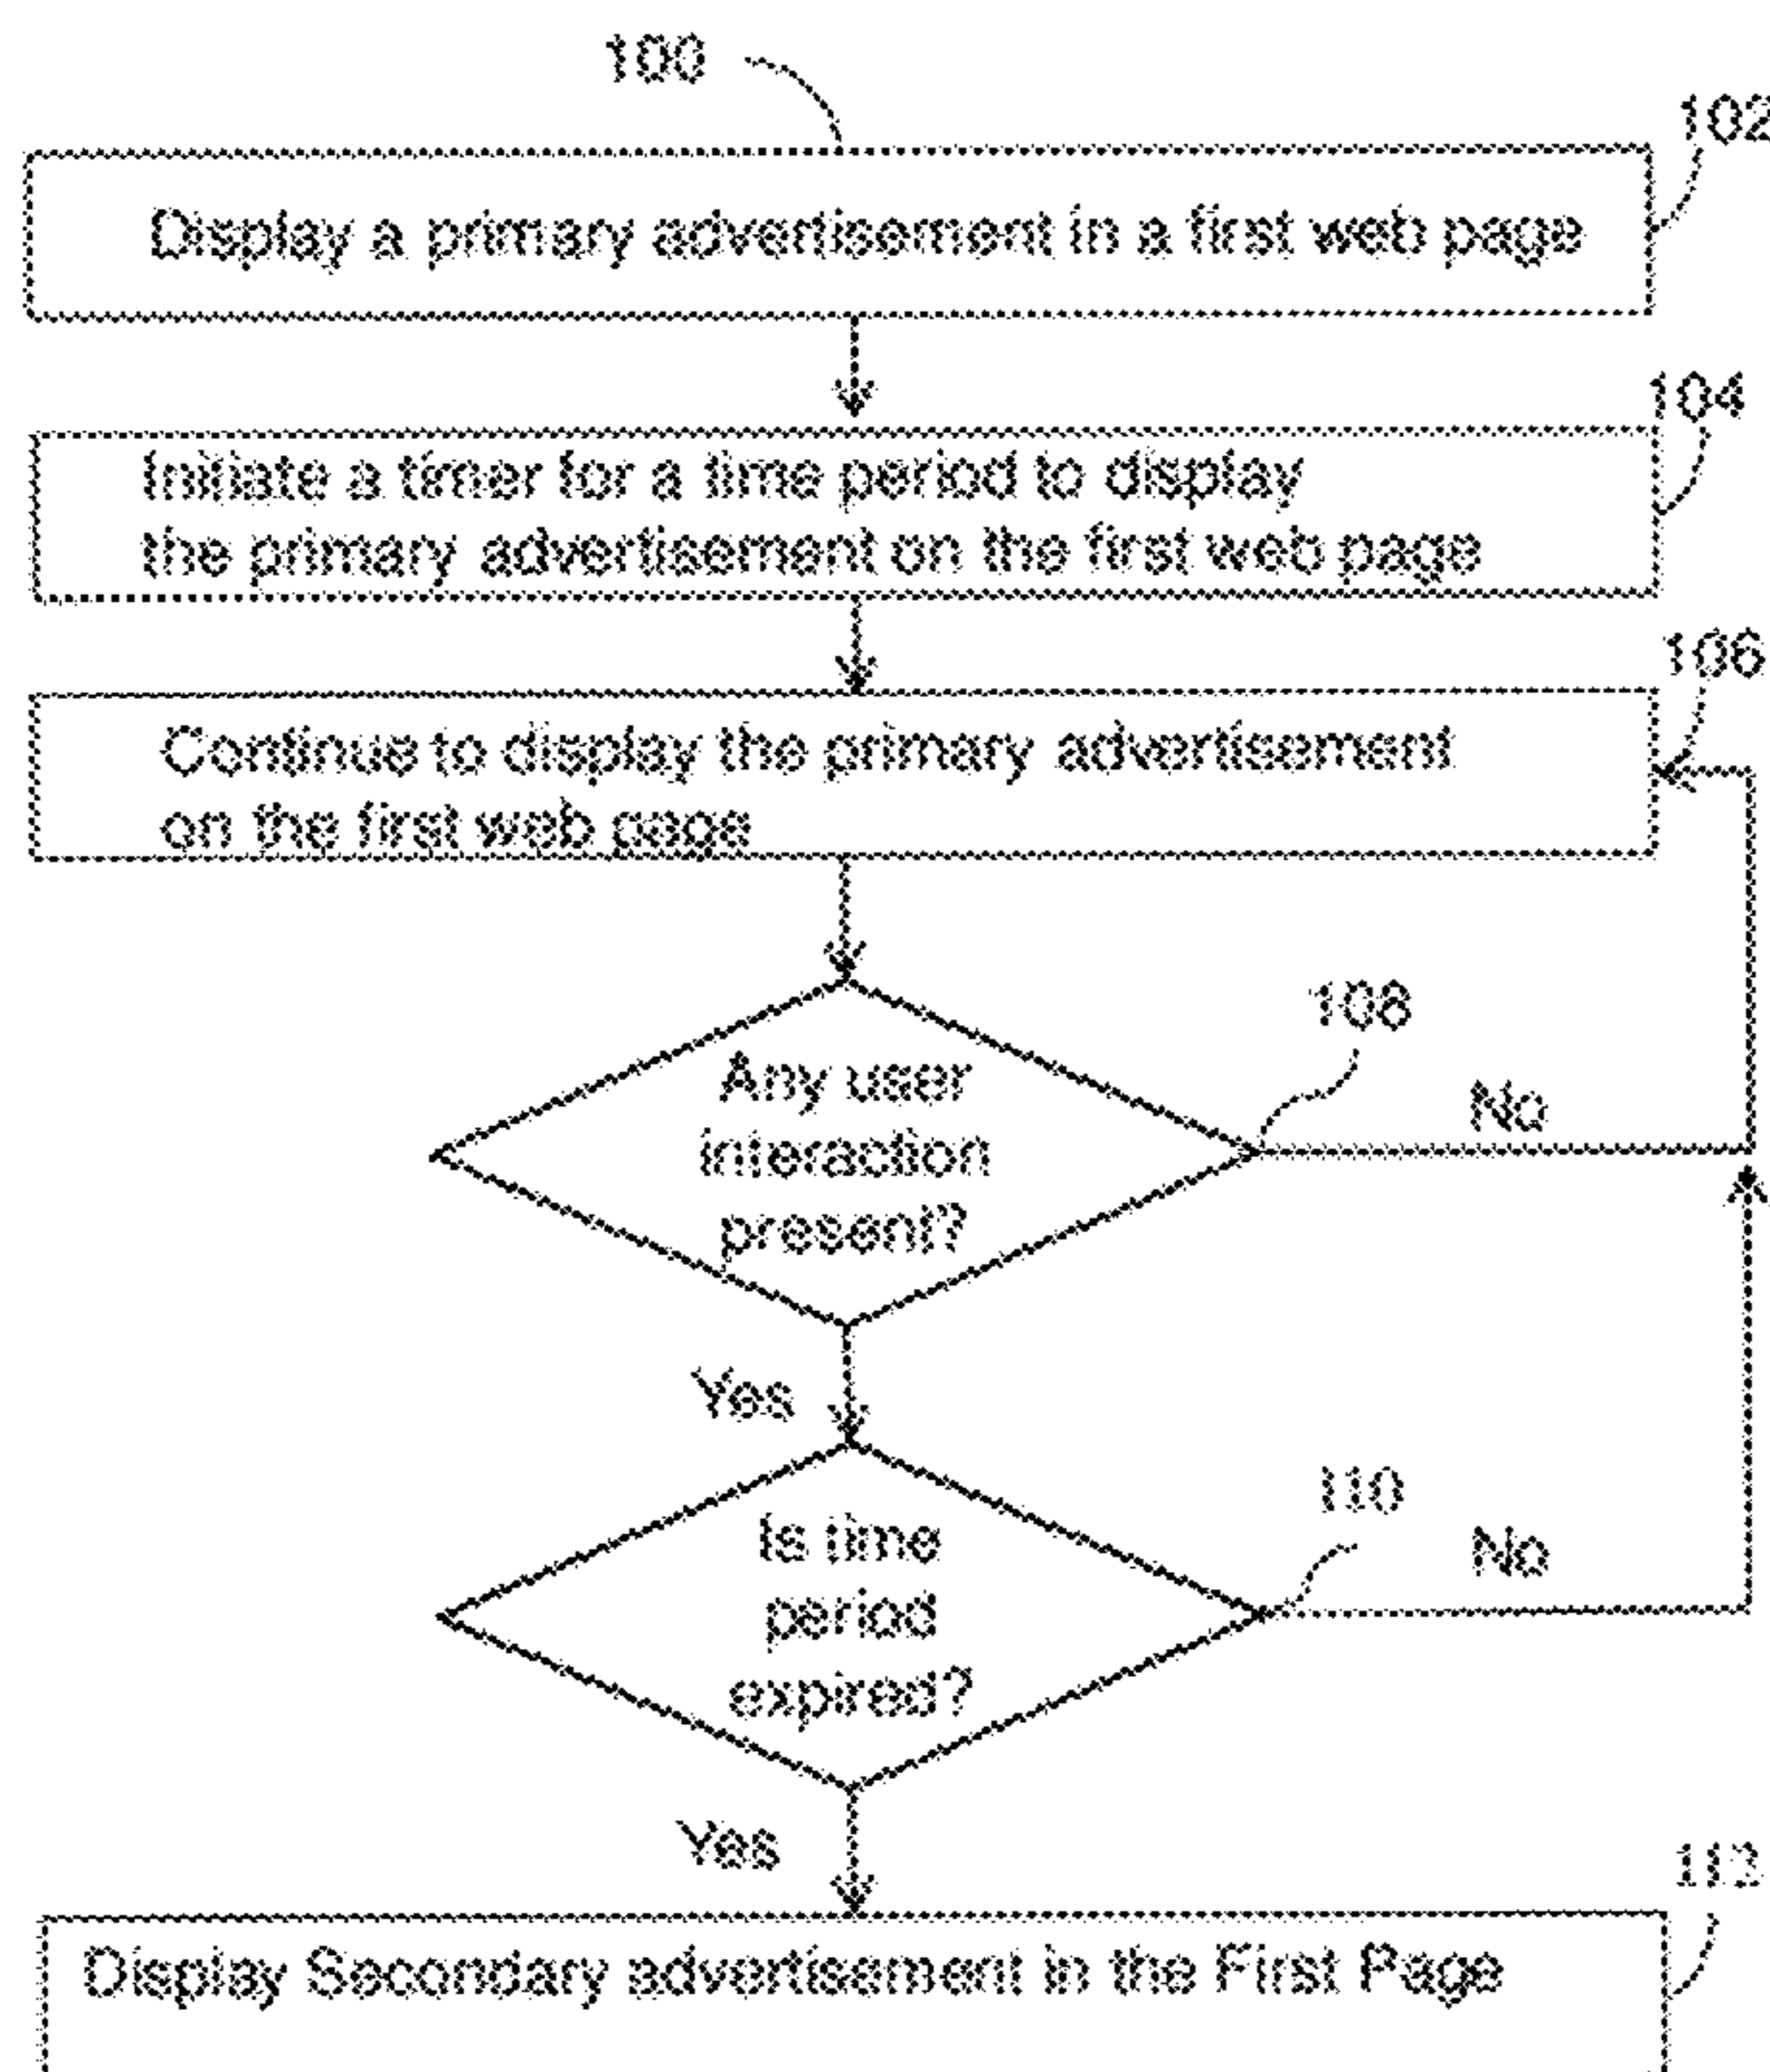 100
102
Display a primary advertisement in a first web page
104
Initiate a timer for a time period to display
the primary advertisement on the first web page
106
Continue to display the primary advertisement
on the first web page
108
Any user
interaction
present?
No
Yes
110
Is time
period
expired?
No
Yes
112
Display Secondary advertisement in the First Page